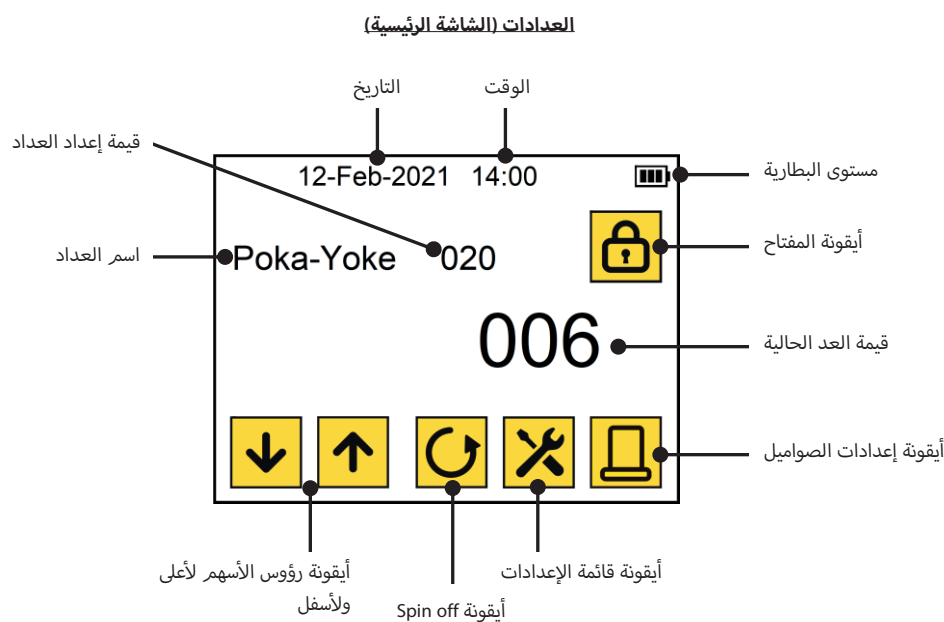 العدادات (الشاشة الرئيسية)
الوقت
التاريخ
قيمة إعداد العداد
12-Feb-2021 14:00
مستوى البطارية
أيقونة المفتاح
Poka-Yoke 020
اسم العداد
006
قيمة العد الحالية
أيقونة إعدادات الصواميل
أيقونة قائمة الإعدادات
أيقونة رؤوس الأسهم لأعلى
ولأسفل
أيقونة Spin off